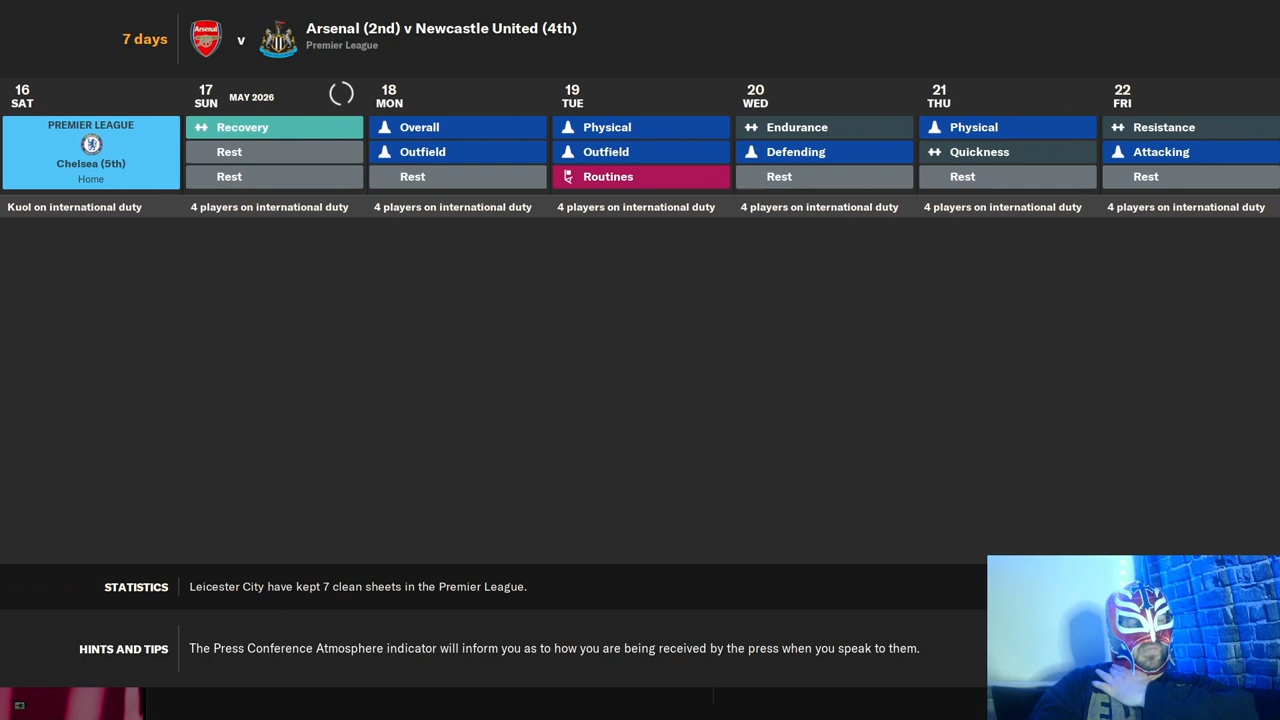 7 days
Arsenal
v
Arsenal (2nd) v Newcastle United (4th)
Premier League
16
SAT
17
SUN
MAY 2026
18
MON
19
TUE
20
WED
21
THU
22
FRI
PREMIER LEAGUE
Chelsea (5th)
Home
Recovery
Rest
Rest
Overall
Outfield
Rest
Physical
Outfield
Routines
Endurance
Defending
Rest
Physical
Quickness
Rest
Resistance
Attacking
Rest
Kuol on international duty
4 players on international duty
4 players on international duty
4 players on international duty
4 players on international duty
4 players on international duty
4 players on international duty
STATISTICS
Leicester City have kept 7 clean sheets in the Premier League.
HINTS AND TIPS
The Press Conference Atmosphere indicator will inform you as to how you are being received by the press when you speak to them.